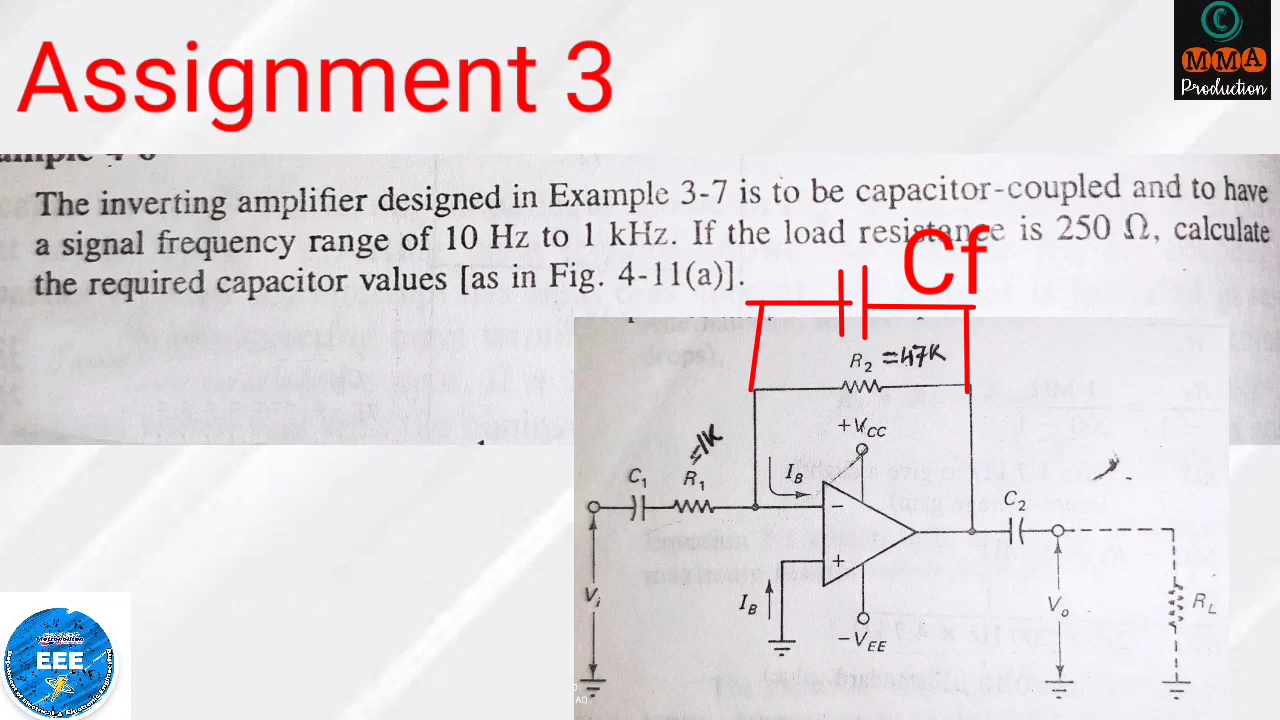 Assignment 3
C
MMA
Production
The inverting amplifier designed in Example 3-7 is to be capacitor-coupled and to have
a signal frequency range of 10 Hz to 1 kHz. If the load resistance is 250 Ω, calculate
the required capacitor values [as in Fig. 4-11(a)].
Cf
R2 =47K
+VCC
=1K
C1
R1
IB
C2
−
+
Vi
IB
Vo
RL
−VEE
Metropolitan
EEE